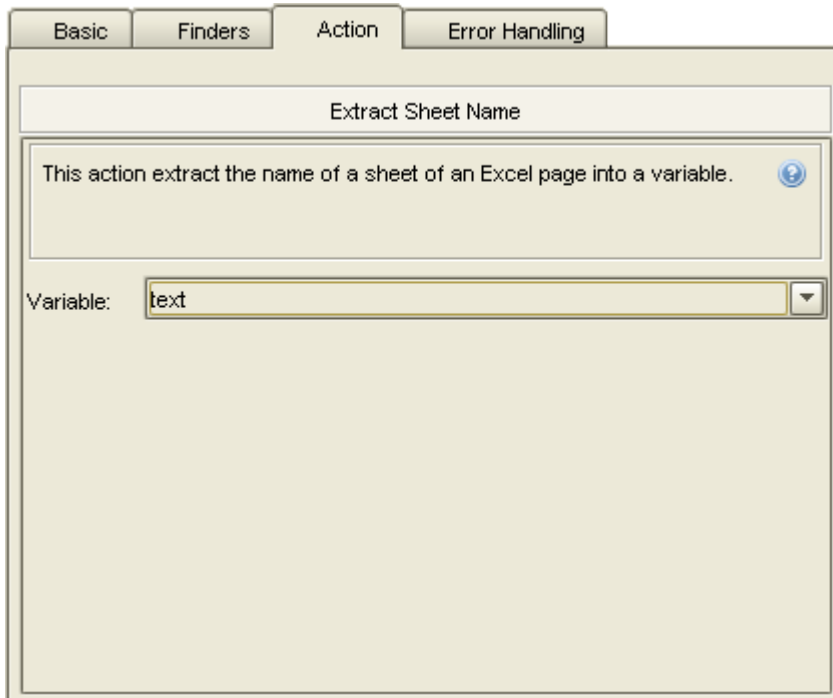 Basic Finders Action Error Handling
Extract Sheet Name
This action extract the name of a sheet of an Excel page into a variable.
Variable: text